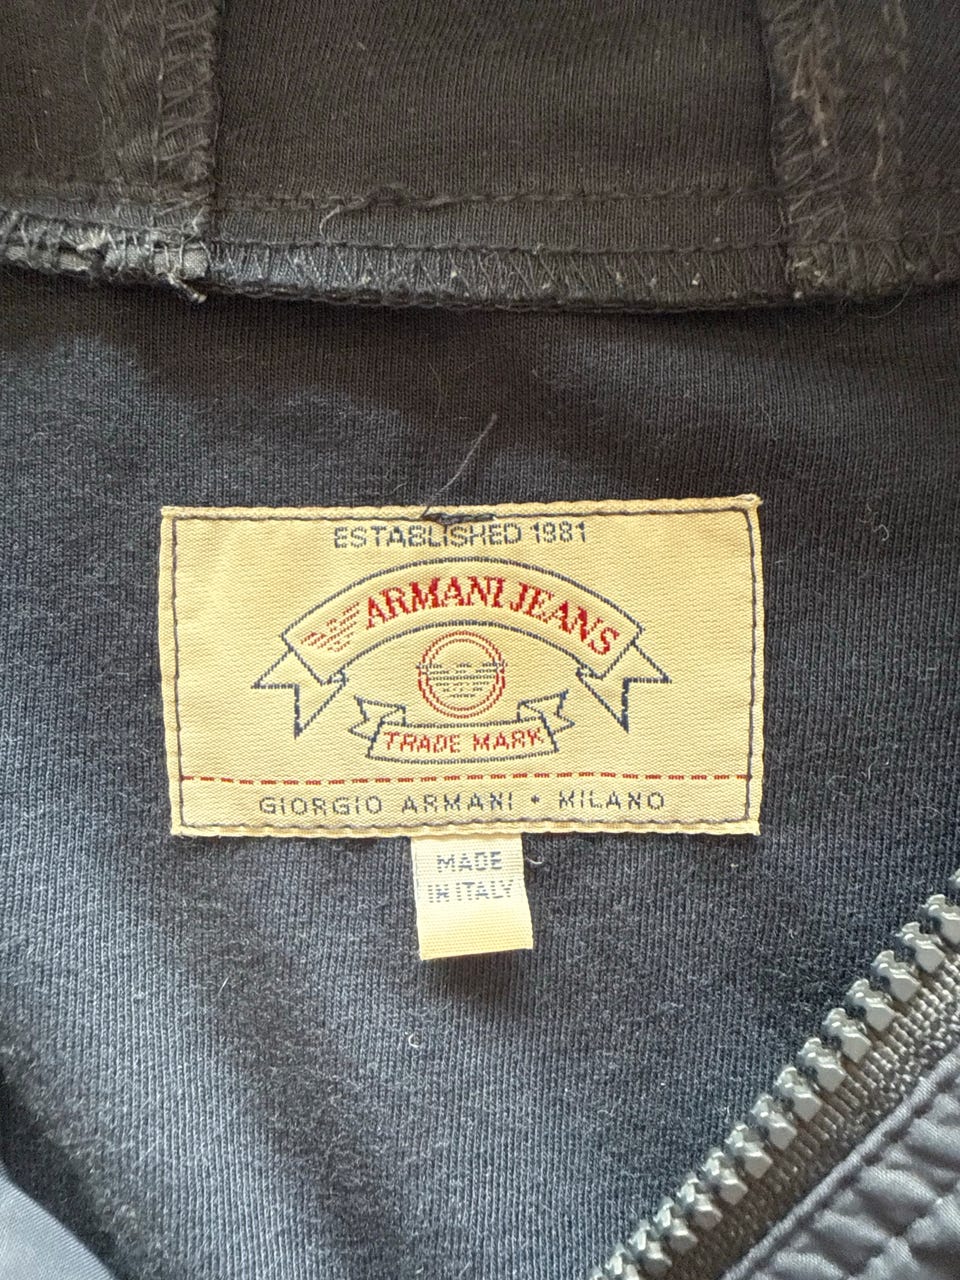 ESTABLISHED 1981
ARMANI JEANS
TRADE MARK
GIORGIO ARMANI • MILANO
MADE
IN ITALY